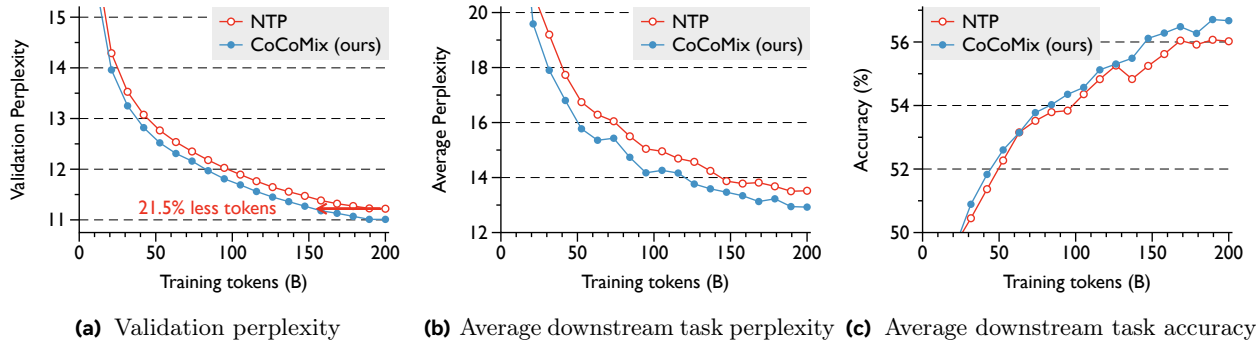 15
14
13
12
11
Validation Perplexity
NTP
CoCoMix (ours)
21.5% less tokens
0 50 100 150 200
Training tokens (B)
(a) Validation perplexity
20
18
16
14
12
Average Perplexity
NTP
CoCoMix (ours)
0 50 100 150 200
Training tokens (B)
(b) Average downstream task perplexity
56
54
52
50
Accuracy (%)
NTP
CoCoMix (ours)
0 50 100 150 200
Training tokens (B)
(c) Average downstream task accuracy